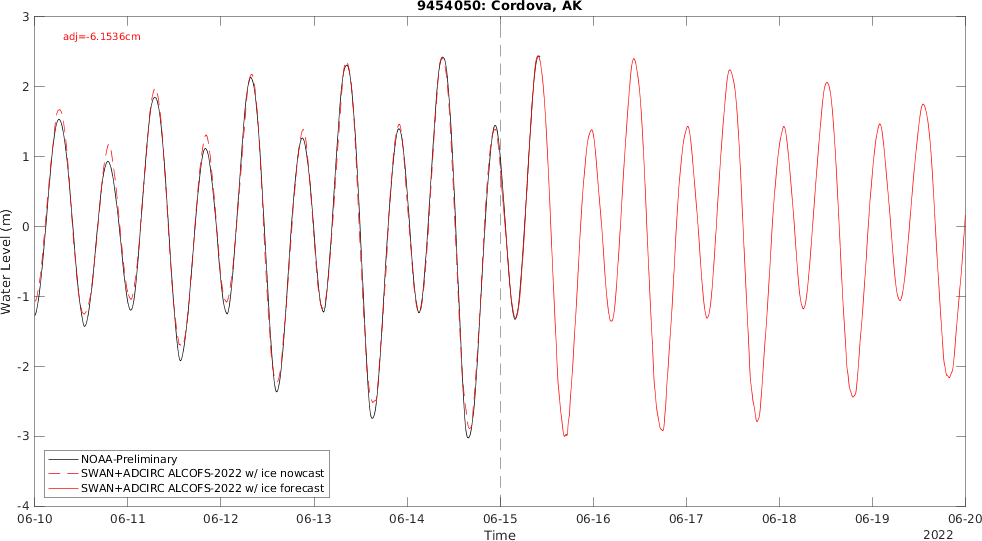 9454050: Cordova, AK
adj=-6.1536cm
3
2
1
0
-1
-2
-3
-4
Water Level (m)
NOAA-Preliminary
SWAN+ADCIRC ALCOFS-2022 w/ ice nowcast
SWAN+ADCIRC ALCOFS-2022 w/ ice forecast
06-10 06-11 06-12 06-13 06-14 06-15 06-16 06-17 06-18 06-19 06-20
Time
2022